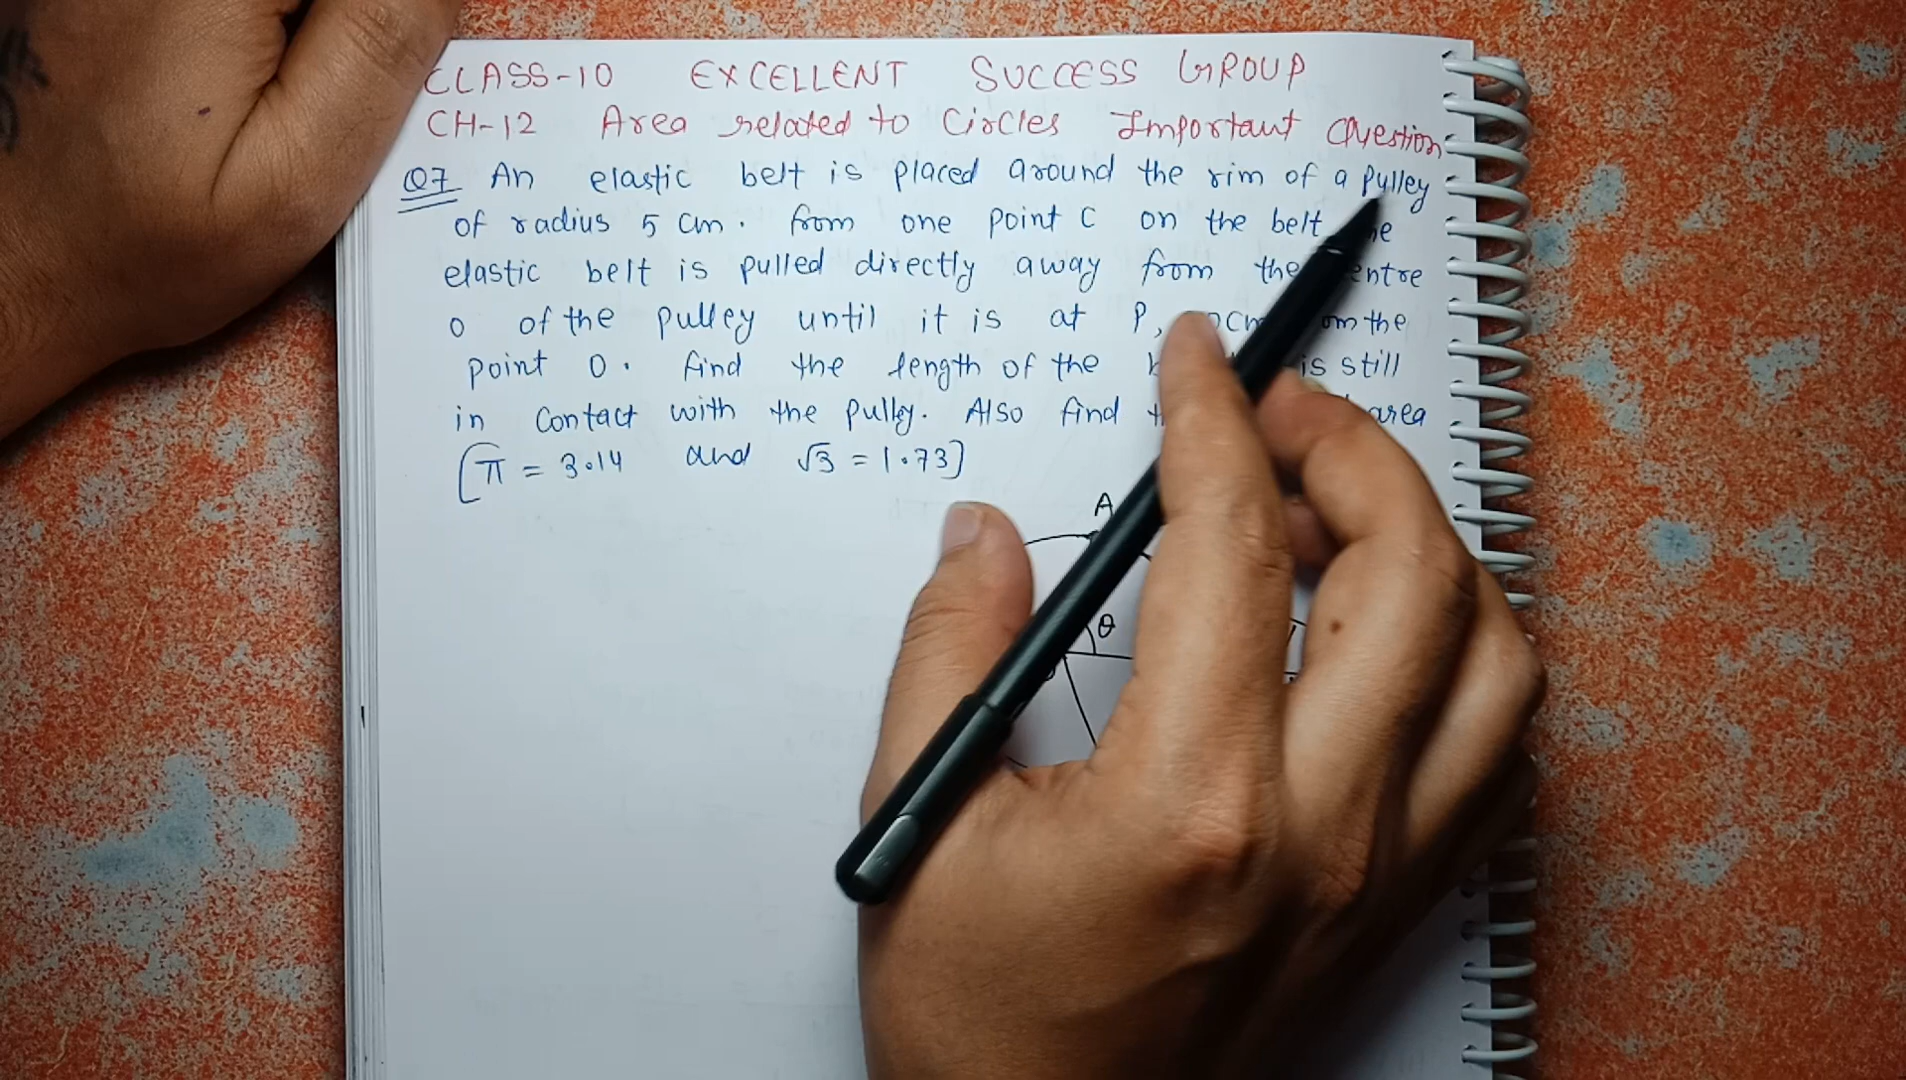 CLASS-10 EXCELLENT SUCCESS GROUP
CH-12 Area related to Circles Important Question
Q7 An elastic belt is placed around the rim of a pulley
of radius 5 cm. from one point C on the belt
elastic belt is pulled directly away from the
O of the pulley until it is at P, the
point O. find the length of the is still
in contact with the pulley. Also find area
[π = 3.14 and √3 = 1.73]
A
θ